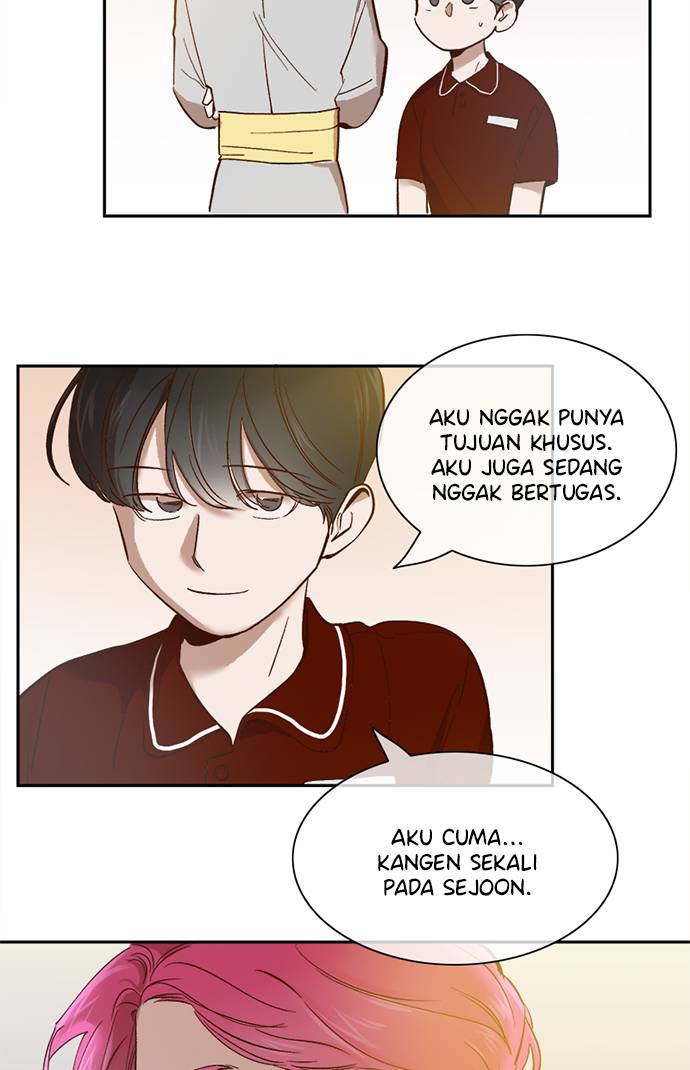 AKU NGGAK PUNYA
TUJUAN KHUSUS.
AKU JUGA SEDANG
NGGAK BERTUGAS.
AKU CUMA...
KANGEN SEKALI
PADA SEJOON.